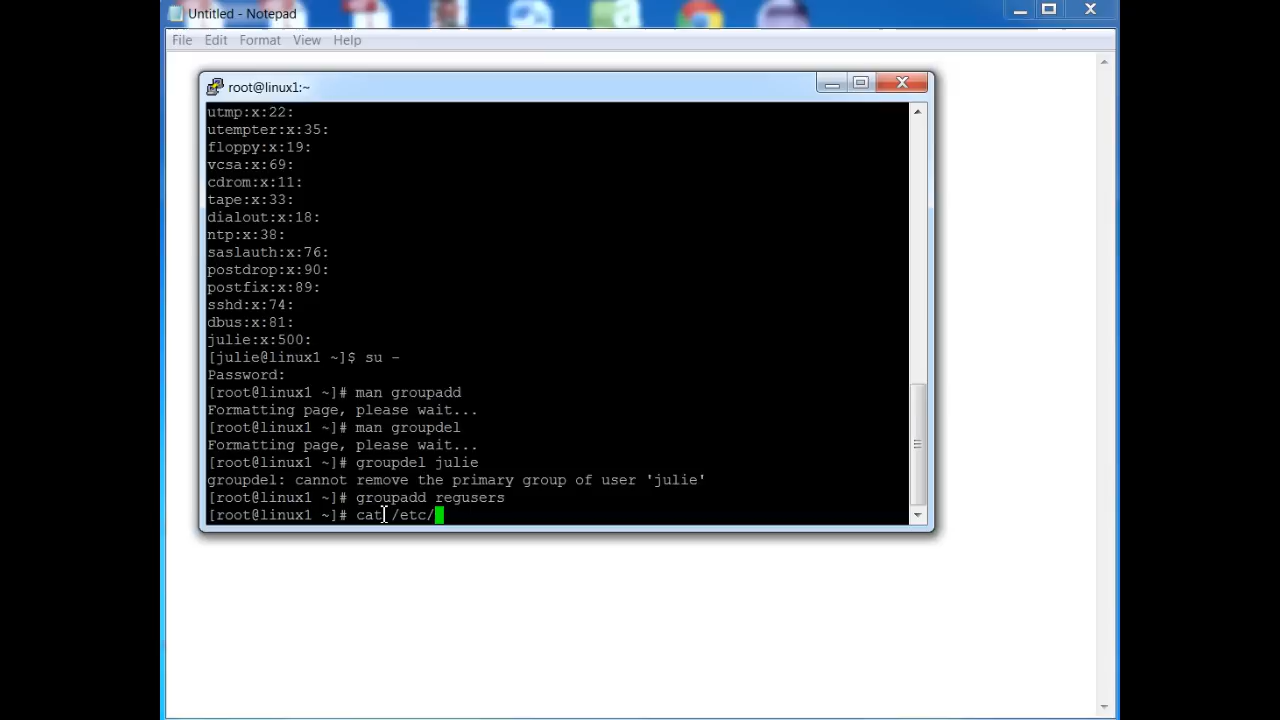 Untitled - Notepad
File Edit Format View Help
root@linux1:~
utmp:x:22:
utempter:x:35:
floppy:x:19:
vcsa:x:69:
cdrom:x:11:
tape:x:33:
dialout:x:18:
ntp:x:38:
saslauth:x:76:
postdrop:x:90:
postfix:x:89:
sshd:x:74:
dbus:x:81:
julie:x:500:
[julie@linux1 ~]$ su -
Password:
[root@linux1 ~]# man groupadd
Formatting page, please wait...
[root@linux1 ~]# man groupdel
Formatting page, please wait...
[root@linux1 ~]# groupdel julie
groupdel: cannot remove the primary group of user 'julie'
[root@linux1 ~]# groupadd regusers
[root@linux1 ~]# cat /etc/